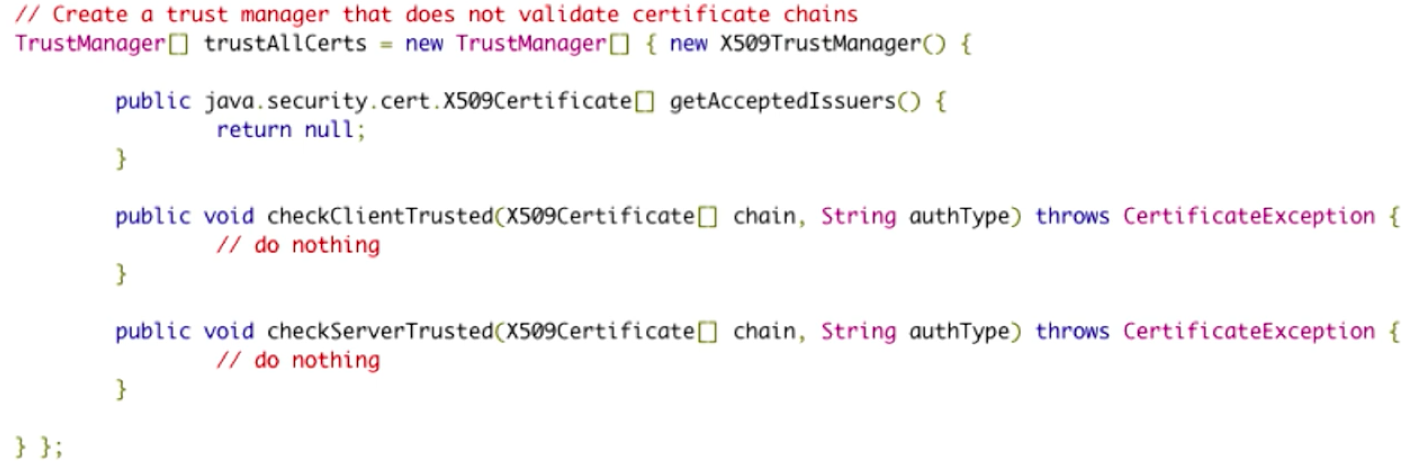 // Create a trust manager that does not validate certificate chains
TrustManager[] trustAllCerts = new TrustManager[] { new X509TrustManager() {
public java.security.cert.X509Certificate[] getAcceptedIssuers() {
return null;
}
public void checkClientTrusted(X509Certificate[] chain, String authType) throws CertificateException {
// do nothing
}
public void checkServerTrusted(X509Certificate[] chain, String authType) throws CertificateException {
// do nothing
}
} };